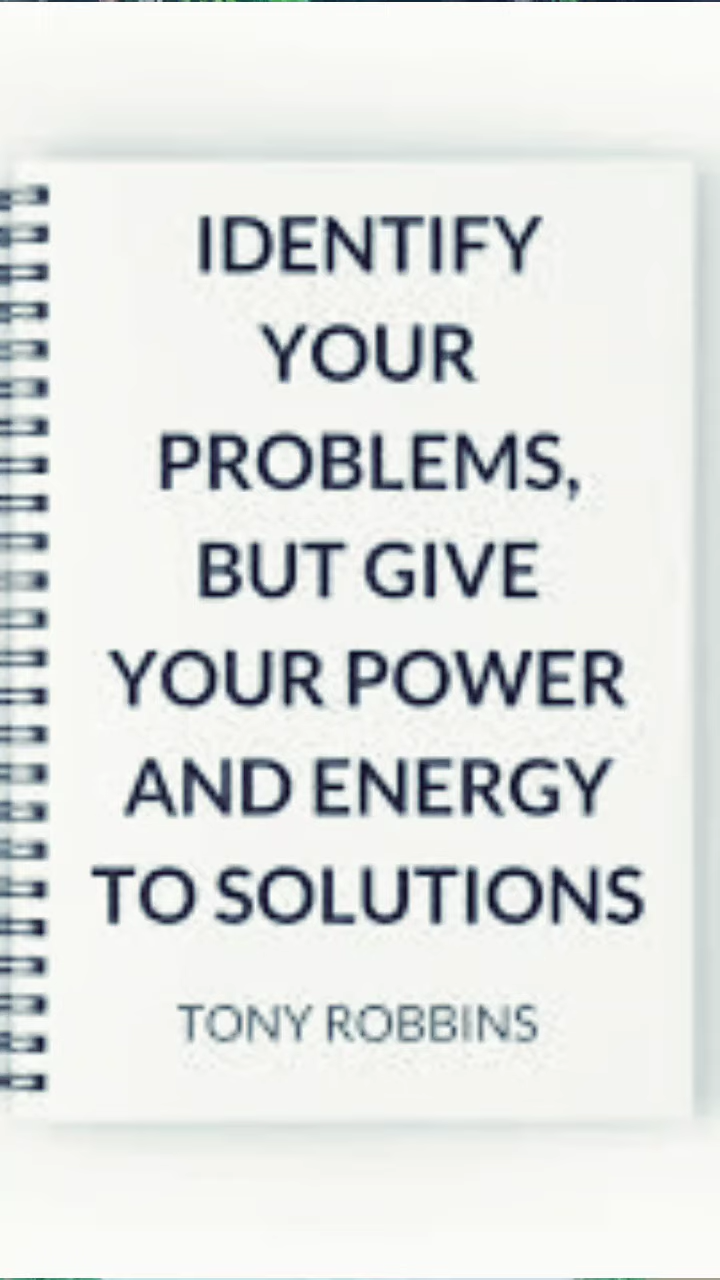 IDENTIFY
YOUR
PROBLEMS,
BUT GIVE
YOUR POWER
AND ENERGY
TO SOLUTIONS
TONY ROBBINS